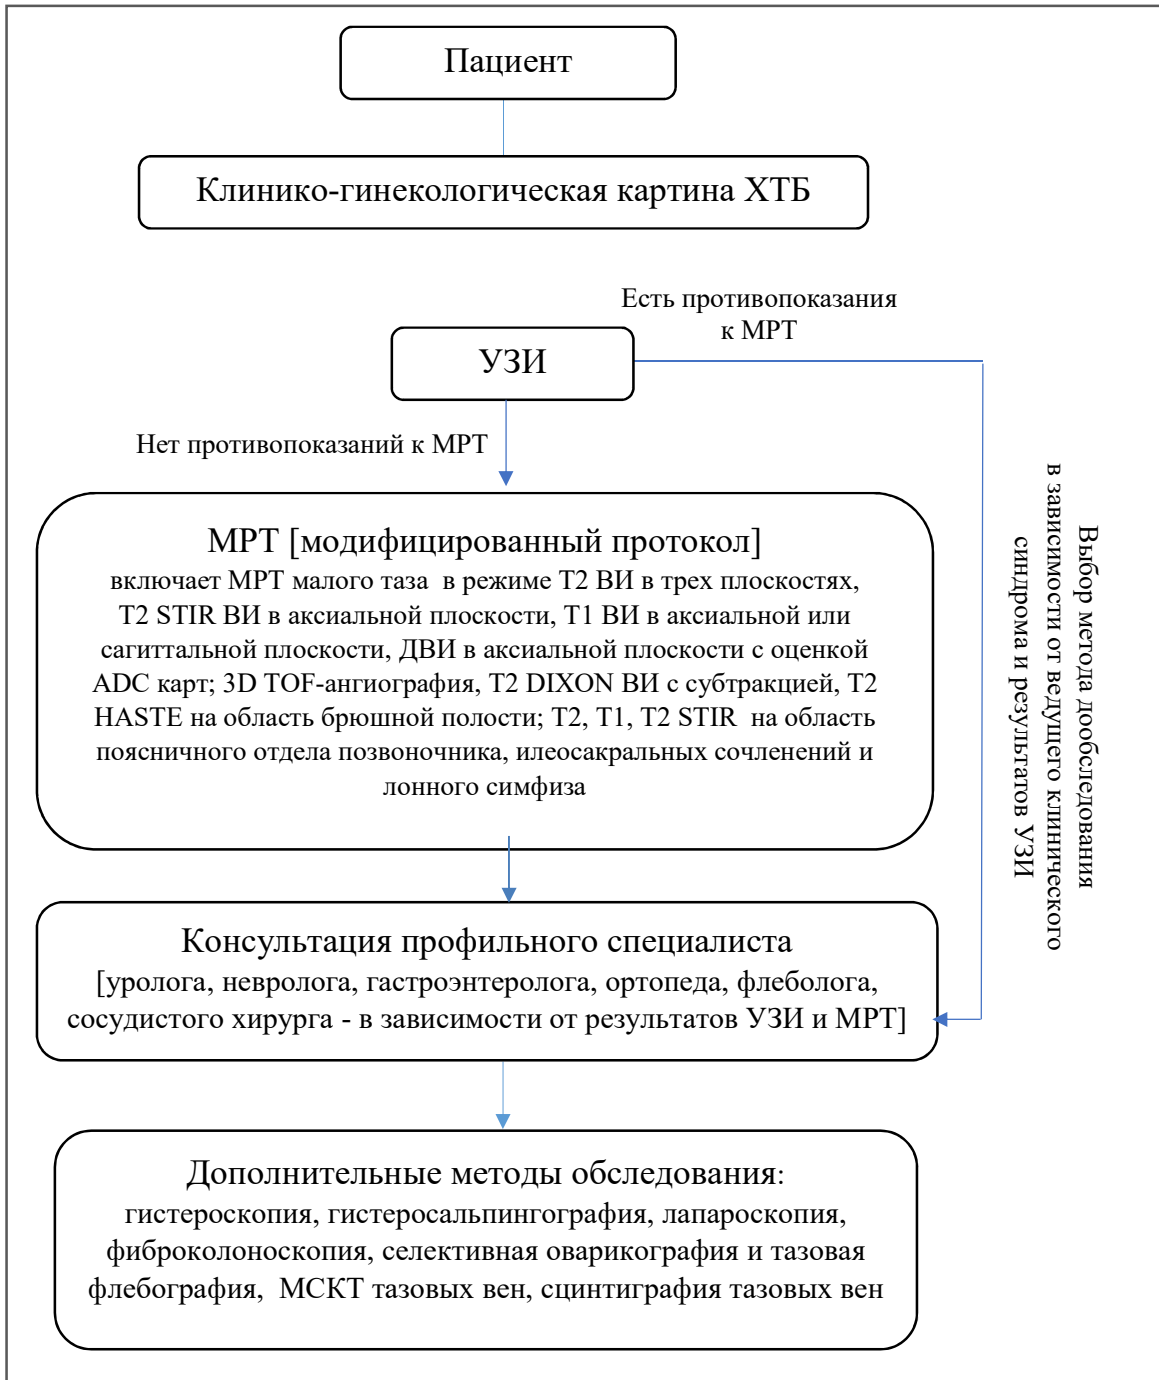 Пациент
Клинико-гинекологическая картина ХТБ
Есть противопоказания
к МРТ
УЗИ
Нет противопоказаний к МРТ
МРТ [модифицированный протокол]
включает МРТ малого таза в режиме Т2 ВИ в трех плоскостях,
Т2 STIR ВИ в аксиальной плоскости, Т1 ВИ в аксиальной или
сагиттальной плоскости, ДВИ в аксиальной плоскости с оценкой
ADC карт; 3D TOF-ангиография, Т2 DIXON ВИ с субтракцией, Т2
HASTE на область брюшной полости; Т2, Т1, Т2 STIR на область
поясничного отдела позвоночника, илеосакральных сочленений и
лонного симфиза
Выбор метода дообследования
в зависимости от ведущего клинического
синдрома и результатов УЗИ
Консультация профильного специалиста
[уролога, невролога, гастроэнтеролога, ортопеда, флеболога,
сосудистого хирурга - в зависимости от результатов УЗИ и МРТ]
Дополнительные методы обследования:
гистероскопия, гистеросальпингография, лапароскопия,
фиброколоноскопия, селективная оварикография и тазовая
флебография, МСКТ тазовых вен, сцинтиграфия тазовых вен